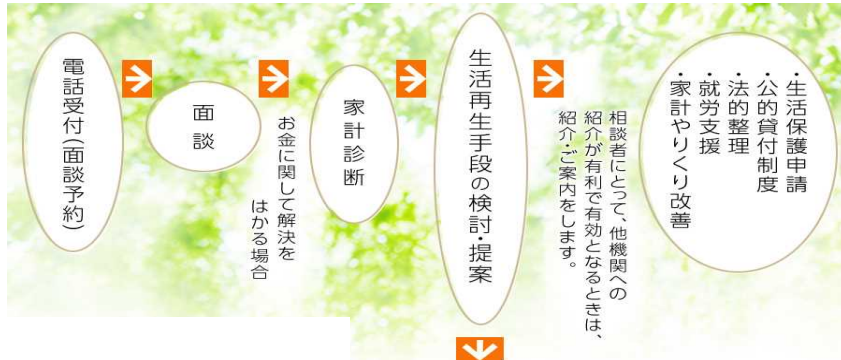 電話受付(面談予約)
面談
お金に関して解決を
はかる場合
家計診断
生活再生手段の検討・提案
相談者にとって、他機関への
紹介が有利で有効となるときは、
紹介・ご案内をします。
・生活保護申請
・公的貸付制度
・法的整理
・就労支援
・家計やりくり改善